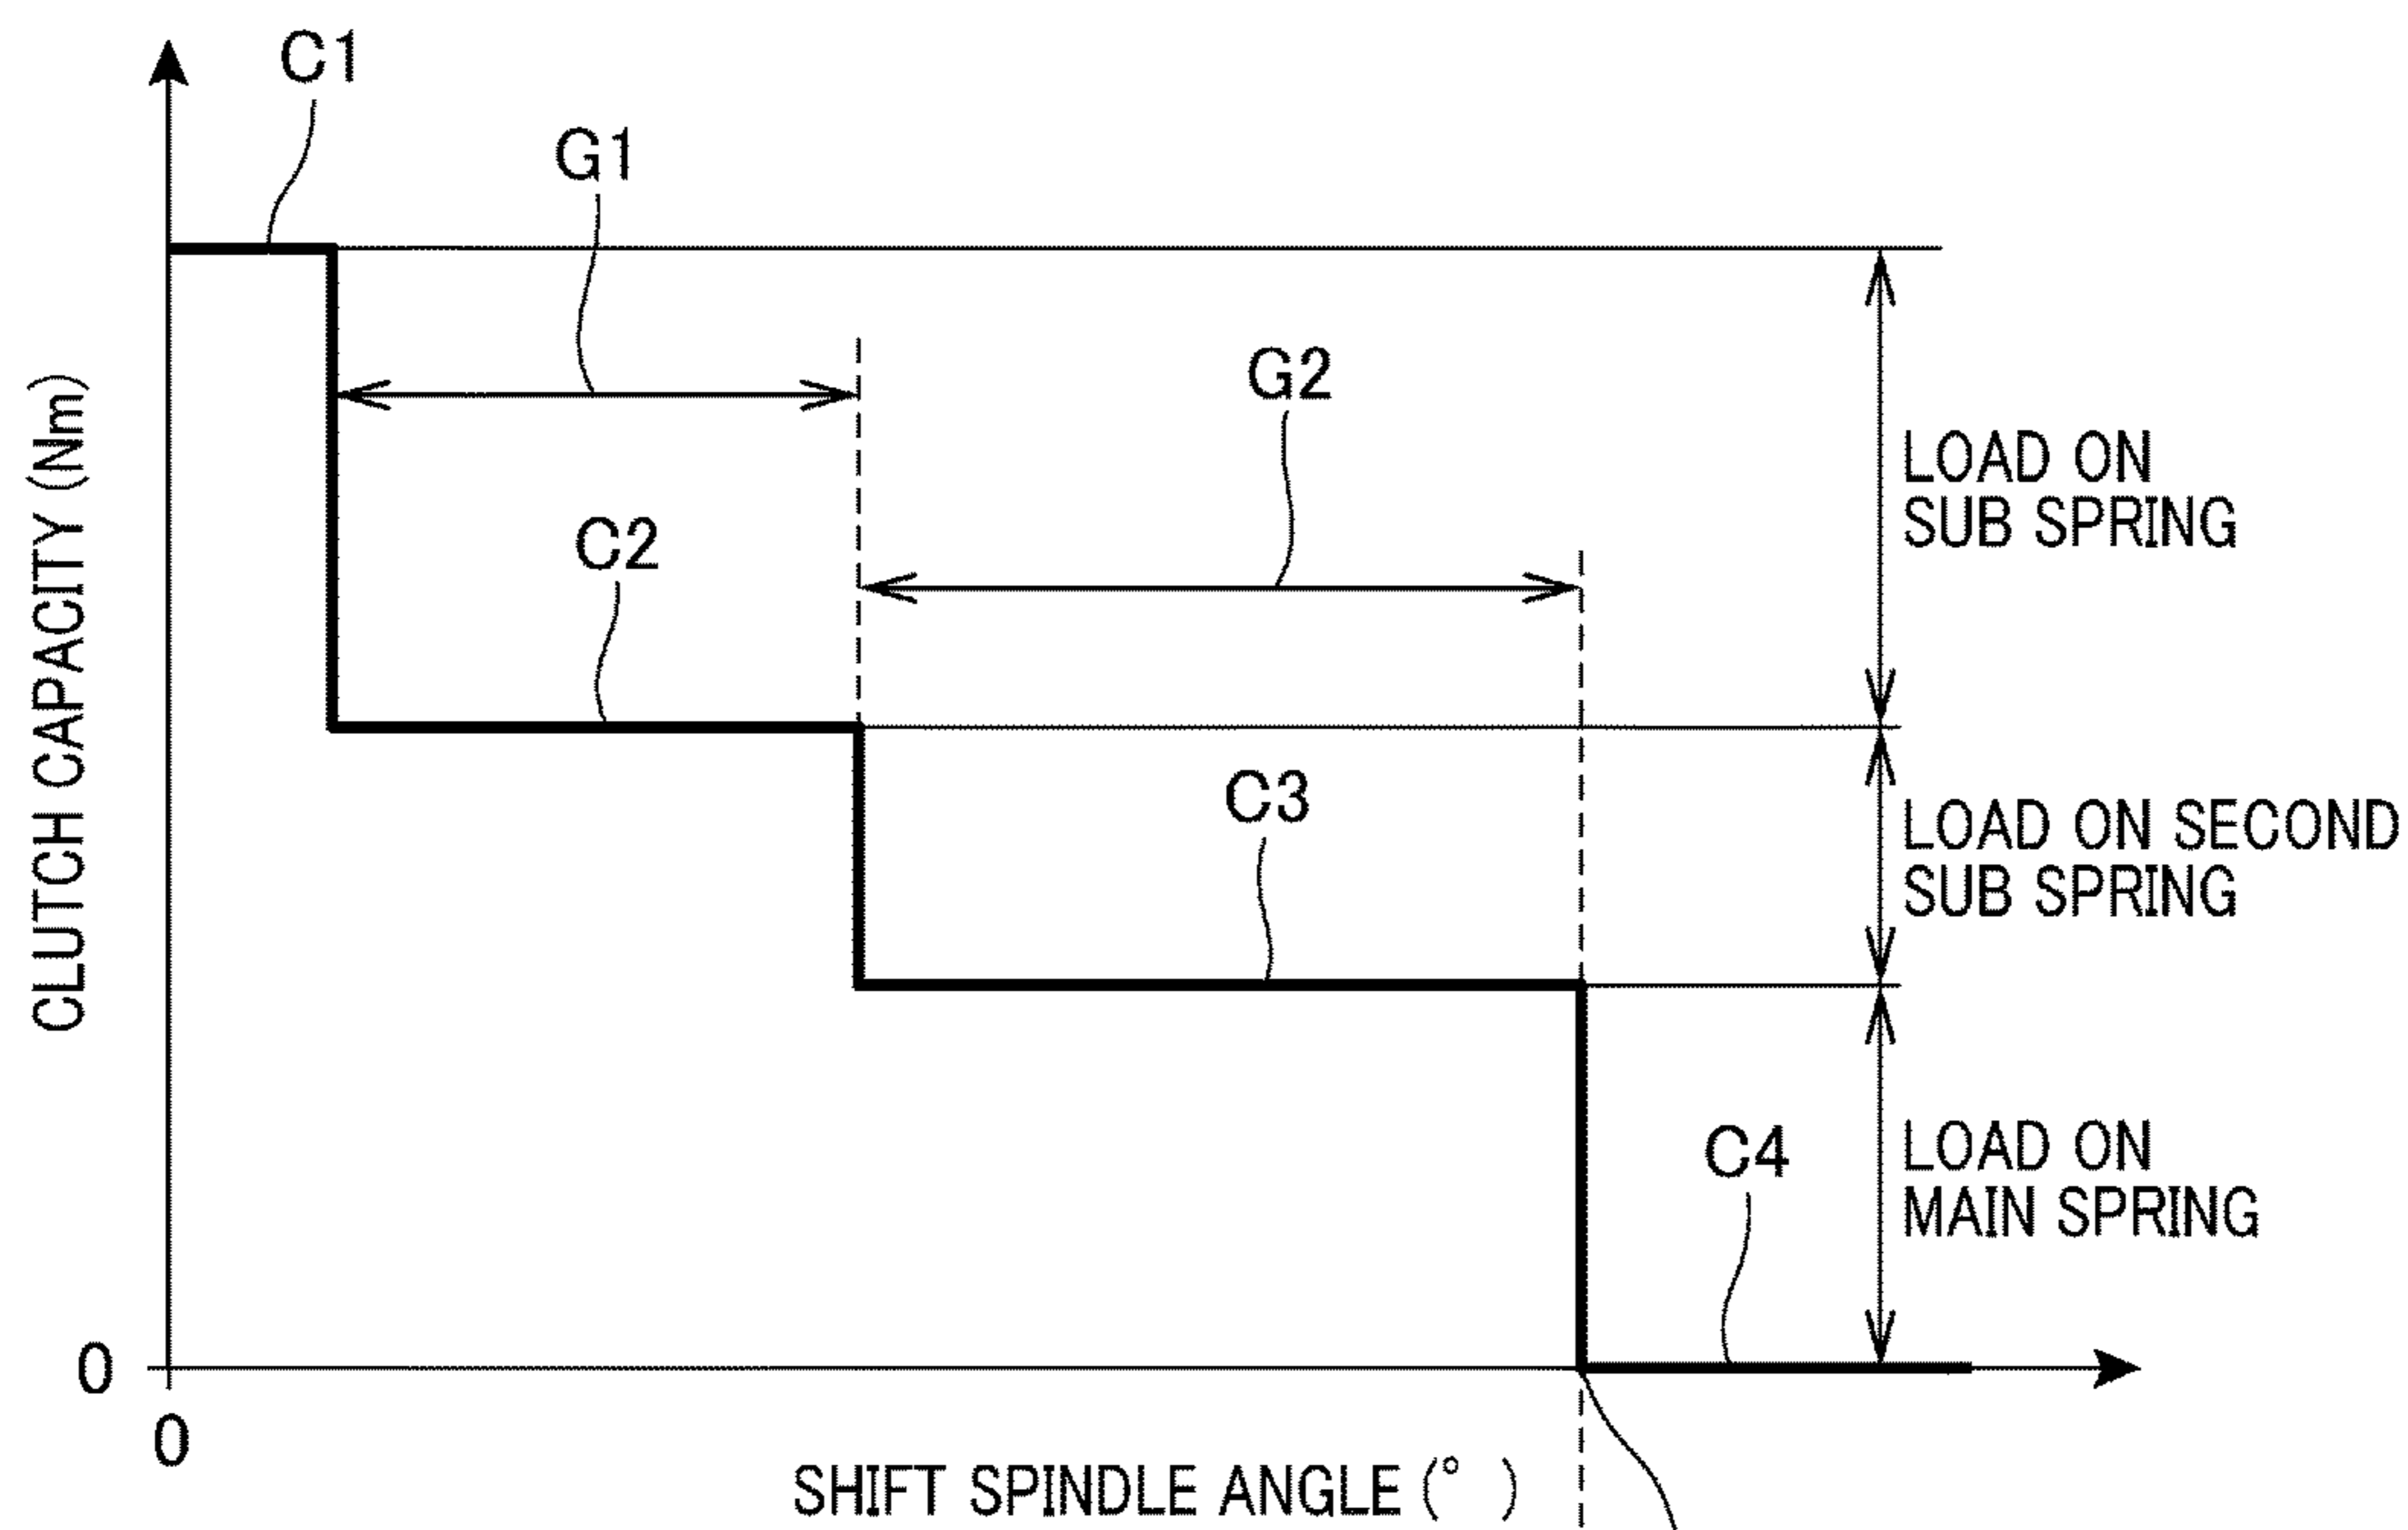 C1
G1
G2
LOAD ON
SUB SPRING
C2
CLUTCH CAPACITY (Nm)
C3
LOAD ON SECOND
SUB SPRING
C4
LOAD ON
MAIN SPRING
0
0
SHIFT SPINDLE ANGLE (° )